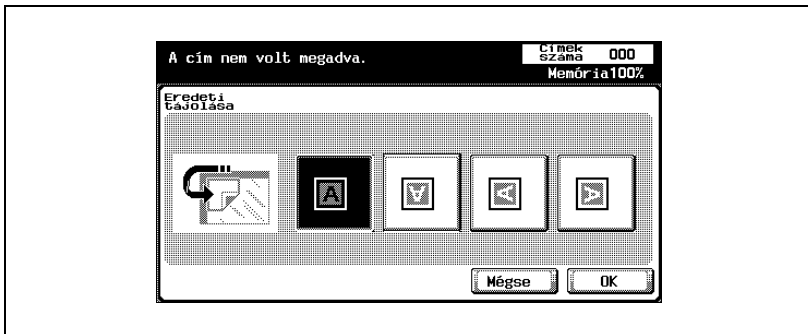 A cím nem volt megadva.
Címek
száma 000
Memória100%
Eredeti
tájolása
A A A A
Mégse OK